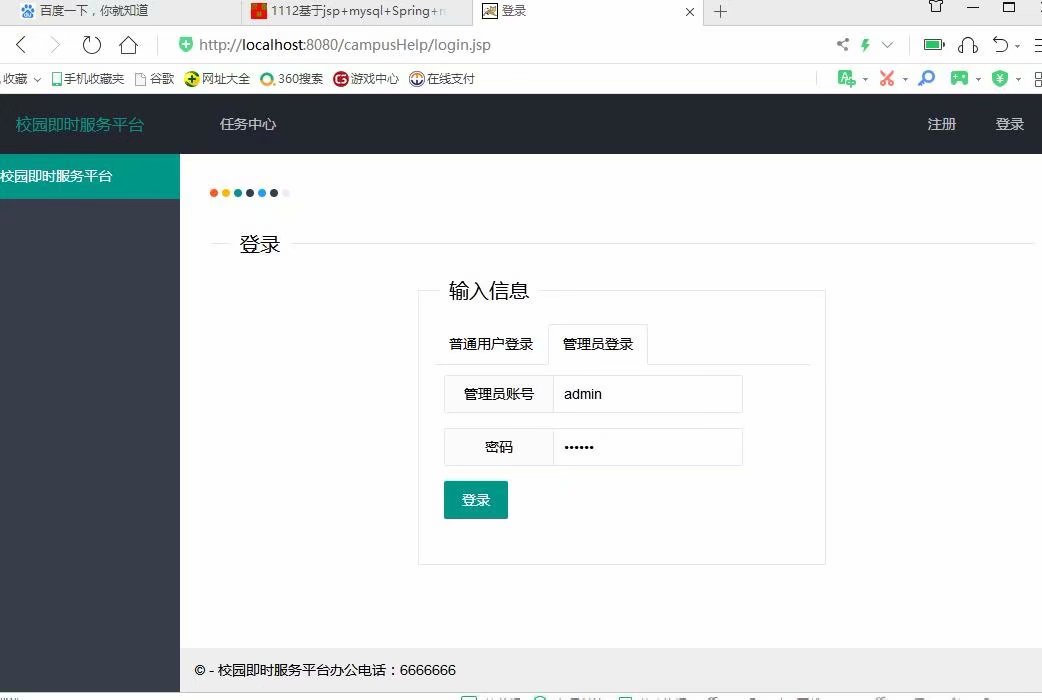 百度一下，你就知道 1112基于jsp+mysql+Spring+m 登录
http://localhost:8080/campusHelp/login.jsp
收藏 手机收藏夹 谷歌 网址大全 360搜索 游戏中心 在线支付
校园即时服务平台 任务中心 注册 登录
校园即时服务平台
登录
输入信息
普通用户登录 管理员登录
管理员账号 admin
密码 ••••••
登录
© - 校园即时服务平台办公电话：6666666